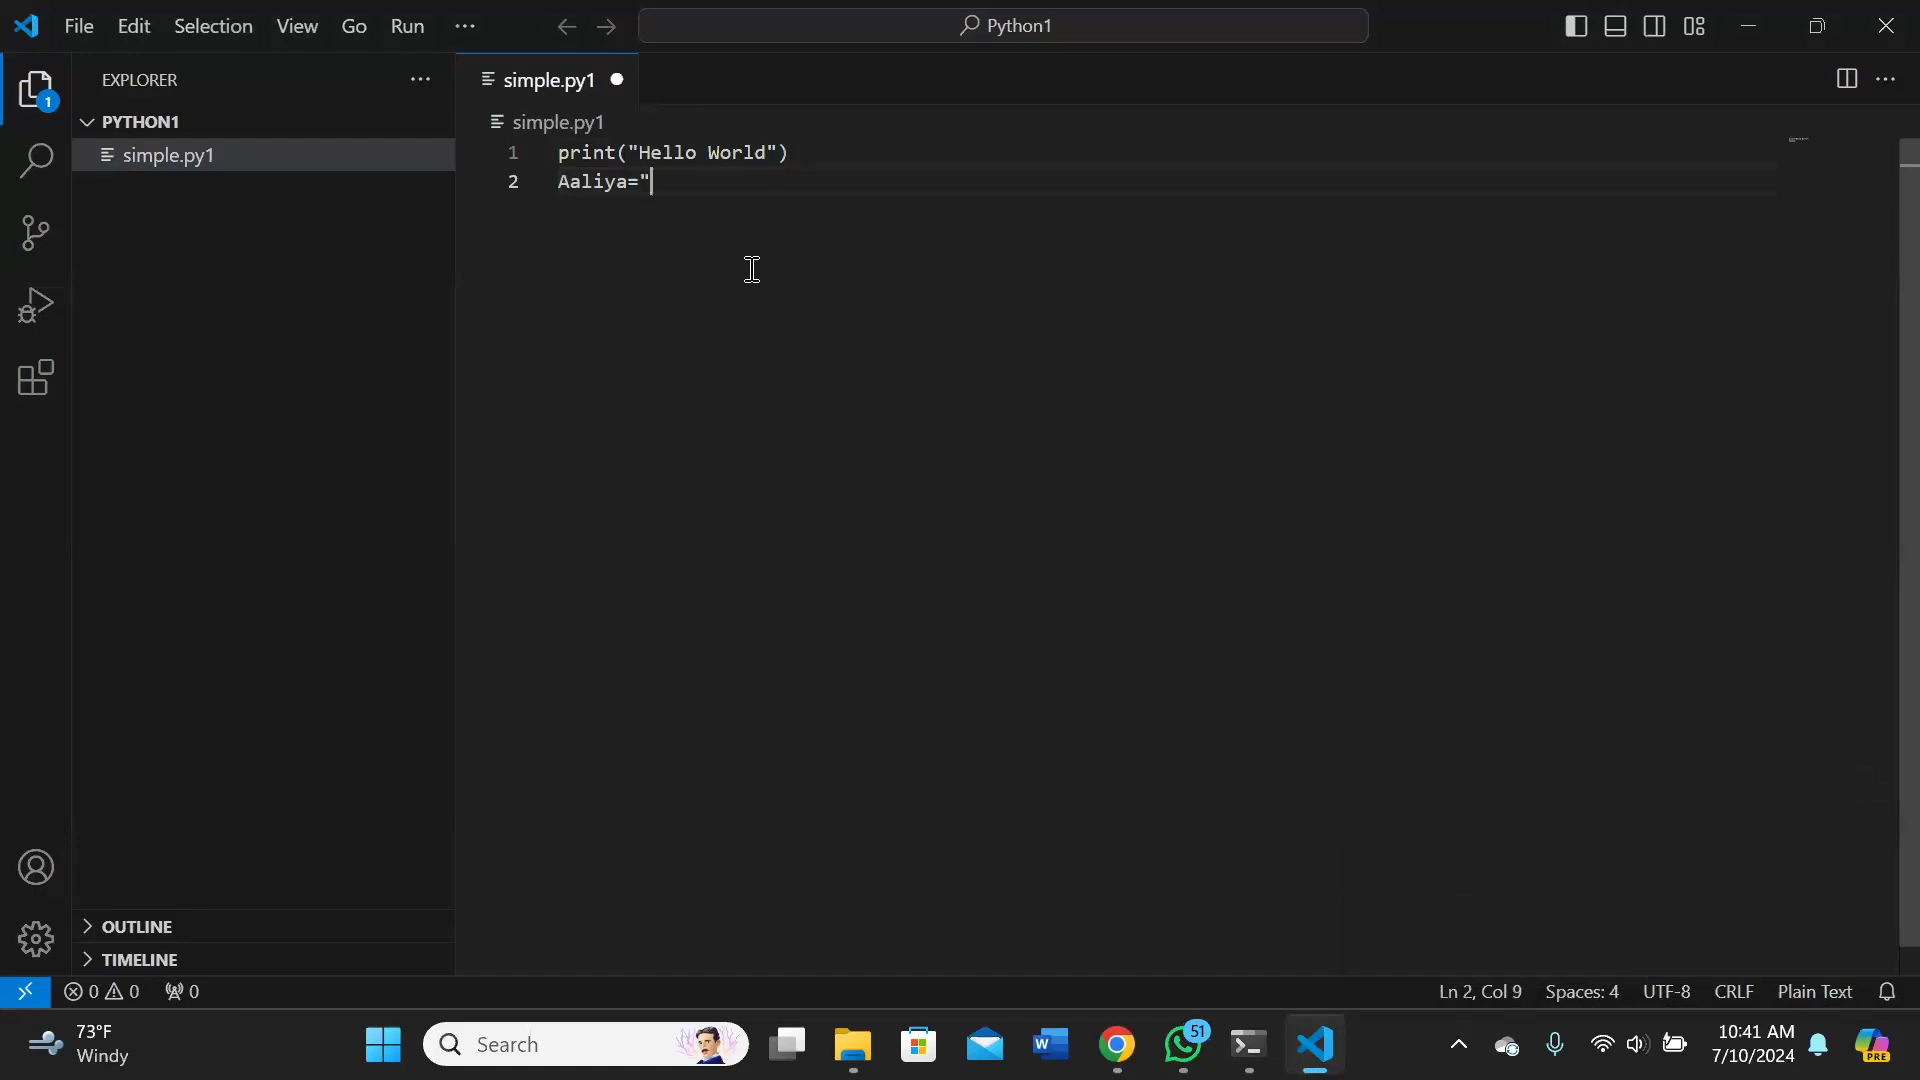 File Edit Selection View Go Run ···
Python1
EXPLORER ···
simple.py1
1
PYTHON1
simple.py1
simple.py1
1 print("Hello World")
2 Aaliya="
OUTLINE
TIMELINE
0 0 0
Ln 2, Col 9 Spaces: 4 UTF-8 CRLF Plain Text
73°F
Windy
Search
51
10:41 AM
7/10/2024
PRE